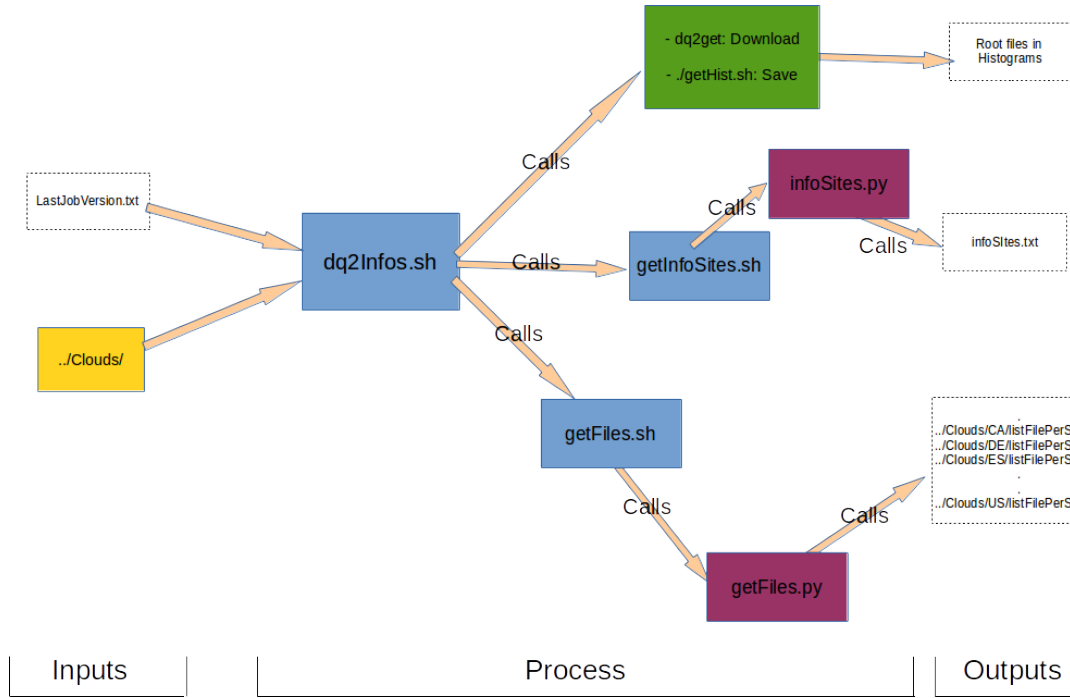 - dq2get: Download
- ./getHist.sh: Save
Root files in
Histograms
Calls
infoSites.py
LastJobVersion.txt
Calls
Calls
infoSItes.txt
dq2Infos.sh
Calls
getInfoSites.sh
../Clouds/
Calls
getFiles.sh
.
../Clouds/CA/listFilePerS
../Clouds/DE/listFilePerS
../Clouds/ES/listFilePerS
.
.
../Clouds/US/listFilePerS
Calls
Calls
getFiles.py
Inputs
Process
Outputs